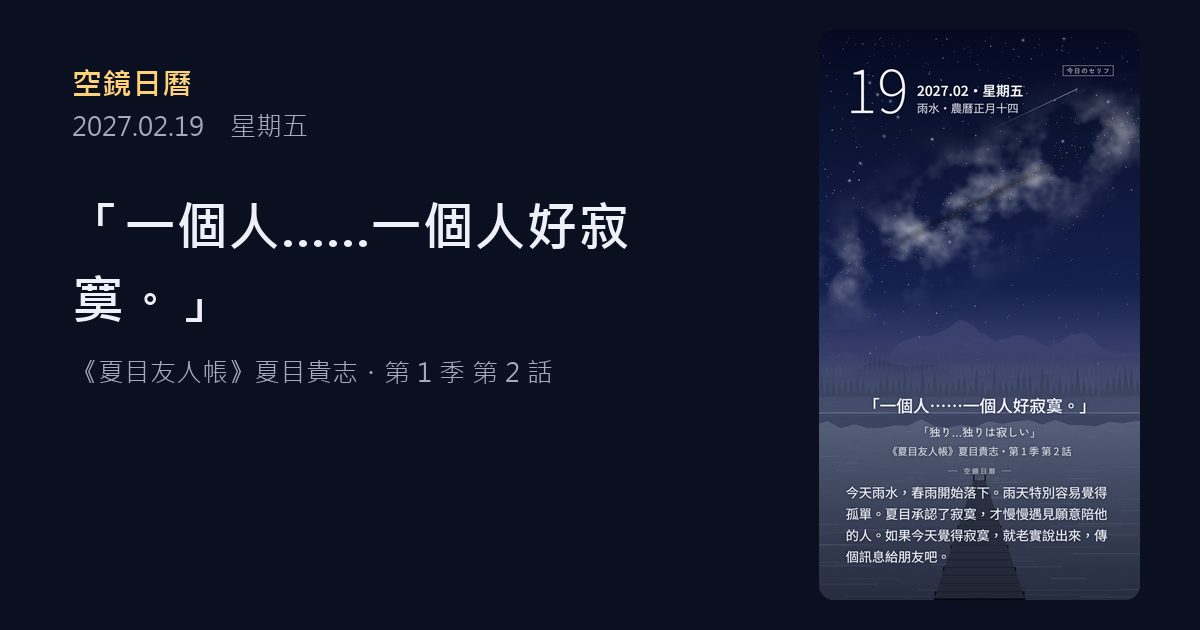 空鏡日曆
2027.02.19　星期五
「一個人……一個人好寂
寞。」
《夏目友人帳》夏目貴志・第 1 季 第 2 話
今日のセリフ
19
2027.02・星期五
雨水・農曆正月十四
「一個人……一個人好寂寞。」
「独り…独りは寂しい」
《夏目友人帳》夏目貴志・第 1 季 第 2 話
— 空鏡日曆 —
今天雨水，春雨開始落下。雨天特別容易覺得
孤單。夏目承認了寂寞，才慢慢遇見願意陪他
的人。如果今天覺得寂寞，就老實說出來，傳
個訊息給朋友吧。